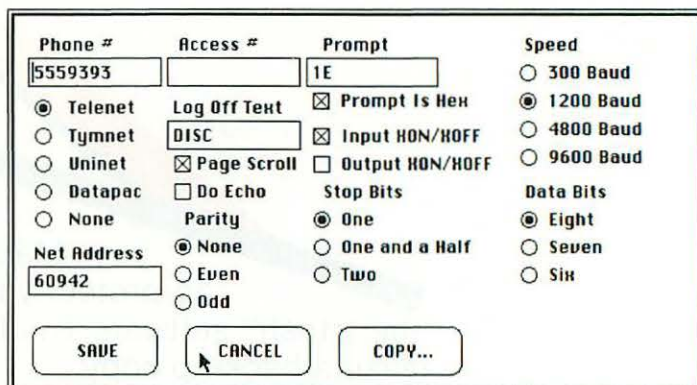 Phone # Access # Prompt Speed
5559393 1E 300 Baud
Telenet Log Off Text Prompt Is Hex 1200 Baud
Tymnet DISC Input XON/XOFF 4800 Baud
Uninet Page Scroll Output XON/XOFF 9600 Baud
Datapac Do Echo Stop Bits Data Bits
None Parity One Eight
Net Address None One and a Half Seven
60942 Even Two Six
Odd
SAVE CANCEL COPY...